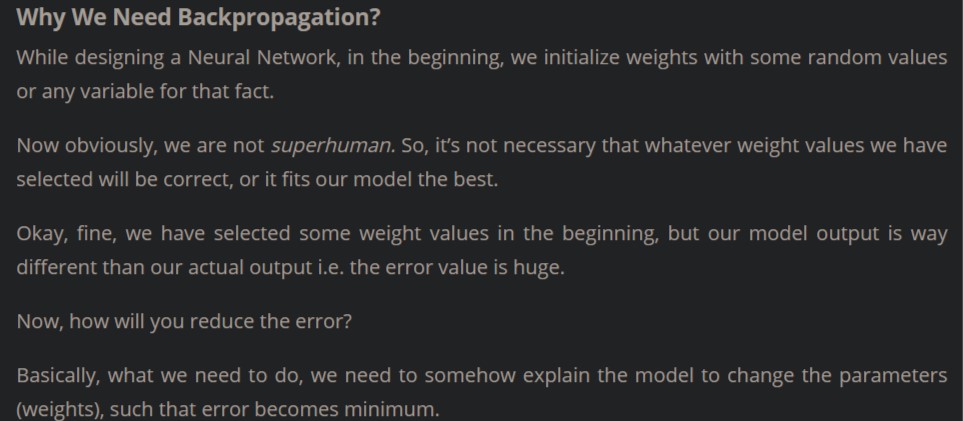 Why We Need Backpropagation?
While designing a Neural Network, in the beginning, we initialize weights with some random values
or any variable for that fact.
Now obviously, we are not superhuman. So, it’s not necessary that whatever weight values we have
selected will be correct, or it fits our model the best.
Okay, fine, we have selected some weight values in the beginning, but our model output is way
different than our actual output i.e. the error value is huge.
Now, how will you reduce the error?
Basically, what we need to do, we need to somehow explain the model to change the parameters
(weights), such that error becomes minimum.